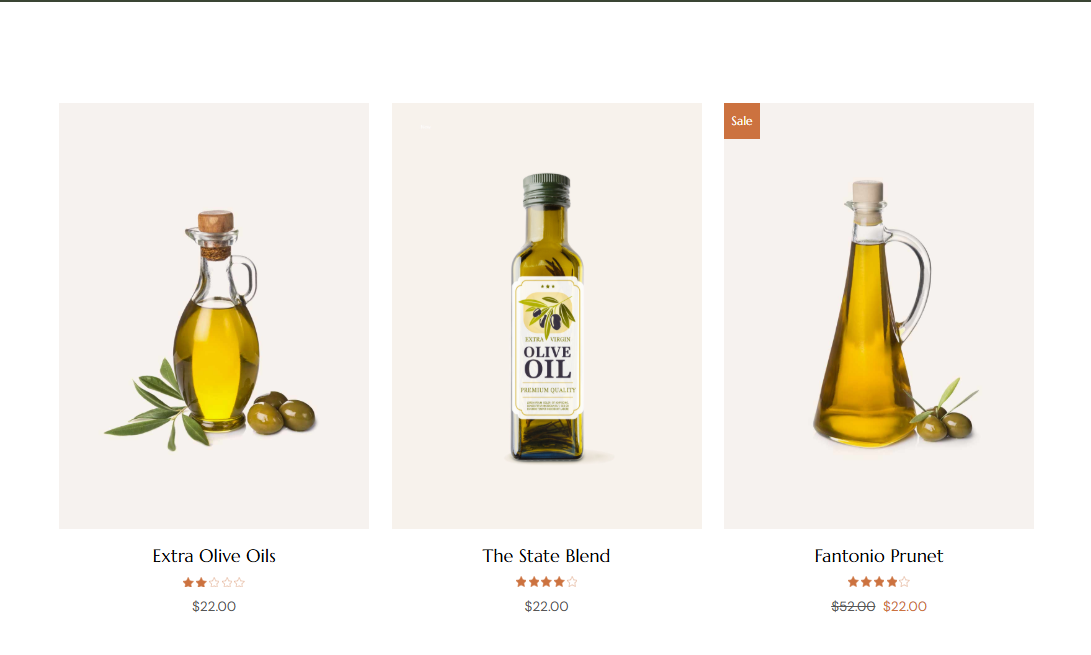 Sale
EXTRA VIRGIN
OLIVE
OIL
PREMIUM QUALITY
Extra Olive Oils
The State Blend
Fantonio Prunet
$22.00
$22.00
$52.00 $22.00